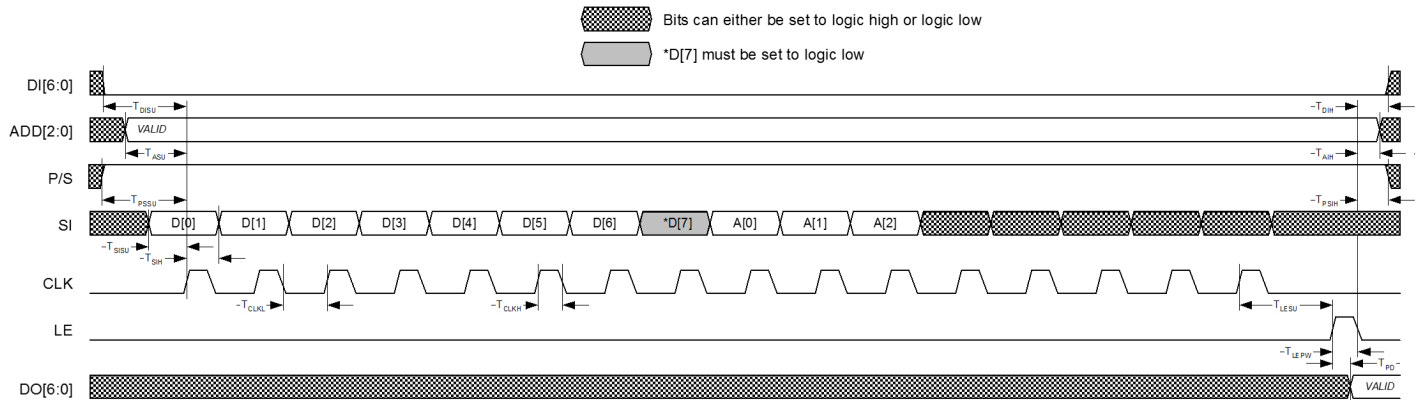 Bits can either be set to logic high or logic low
*D[7] must be set to logic low
DI[6:0]
TDISU
TDIH
ADD[2:0]
VALID
TASU
TAIH
P/S
TPSSU
TPSIH
SI
D[0] D[1] D[2] D[3] D[4] D[5] D[6] *D[7] A[0] A[1] A[2]
TSISU
TSIH
CLK
TCLKL
TCLKH
TLESU
LE
TLEPW
TPD
DO[6:0]
VALID